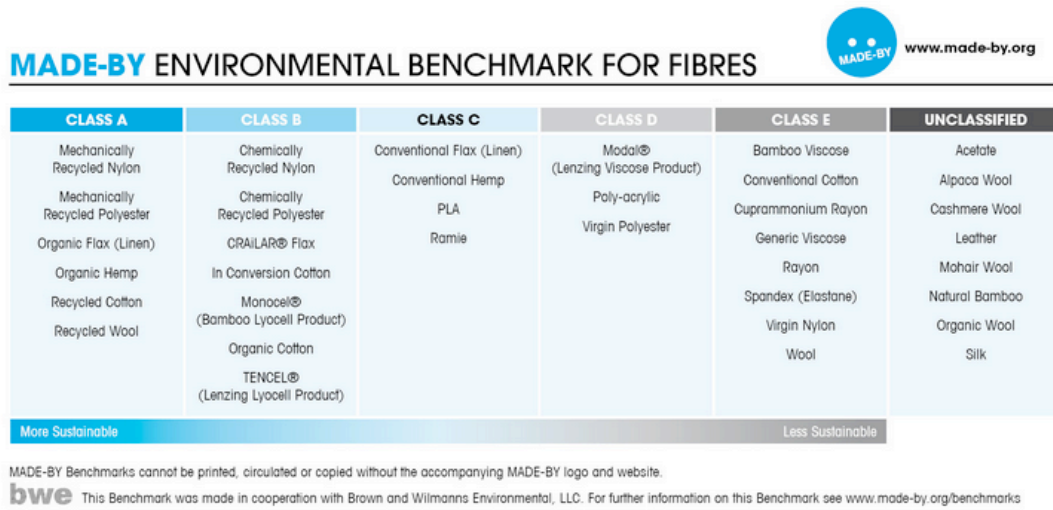 MADE-BY ENVIRONMENTAL BENCHMARK FOR FIBRES
MADE-BY
www.made-by.org
CLASS A
Mechanically
Recycled Nylon
Mechanically
Recycled Polyester
Organic Flax (Linen)
Organic Hemp
Recycled Cotton
Recycled Wool
CLASS B
Chemically
Recycled Nylon
Chemically
Recycled Polyester
CRAiLAR® Flax
In Conversion Cotton
Monocel®
(Bamboo Lyocell Product)
Organic Cotton
TENCEL®
(Lenzing Lyocell Product)
CLASS C
Conventional Flax (Linen)
Conventional Hemp
PLA
Ramie
CLASS D
Modal®
(Lenzing Viscose Product)
Poly-acrylic
Virgin Polyester
CLASS E
Bamboo Viscose
Conventional Cotton
Cuprammonium Rayon
Generic Viscose
Rayon
Spandex (Elastane)
Virgin Nylon
Wool
UNCLASSIFIED
Acetate
Alpaca Wool
Cashmere Wool
Leather
Mohair Wool
Natural Bamboo
Organic Wool
Silk
More Sustainable
Less Sustainable
MADE-BY Benchmarks cannot be printed, circulated or copied without the accompanying MADE-BY logo and website.
bwe This Benchmark was made in cooperation with Brown and Wilmanns Environmental, LLC. For further information on this Benchmark see www.made-by.org/benchmarks